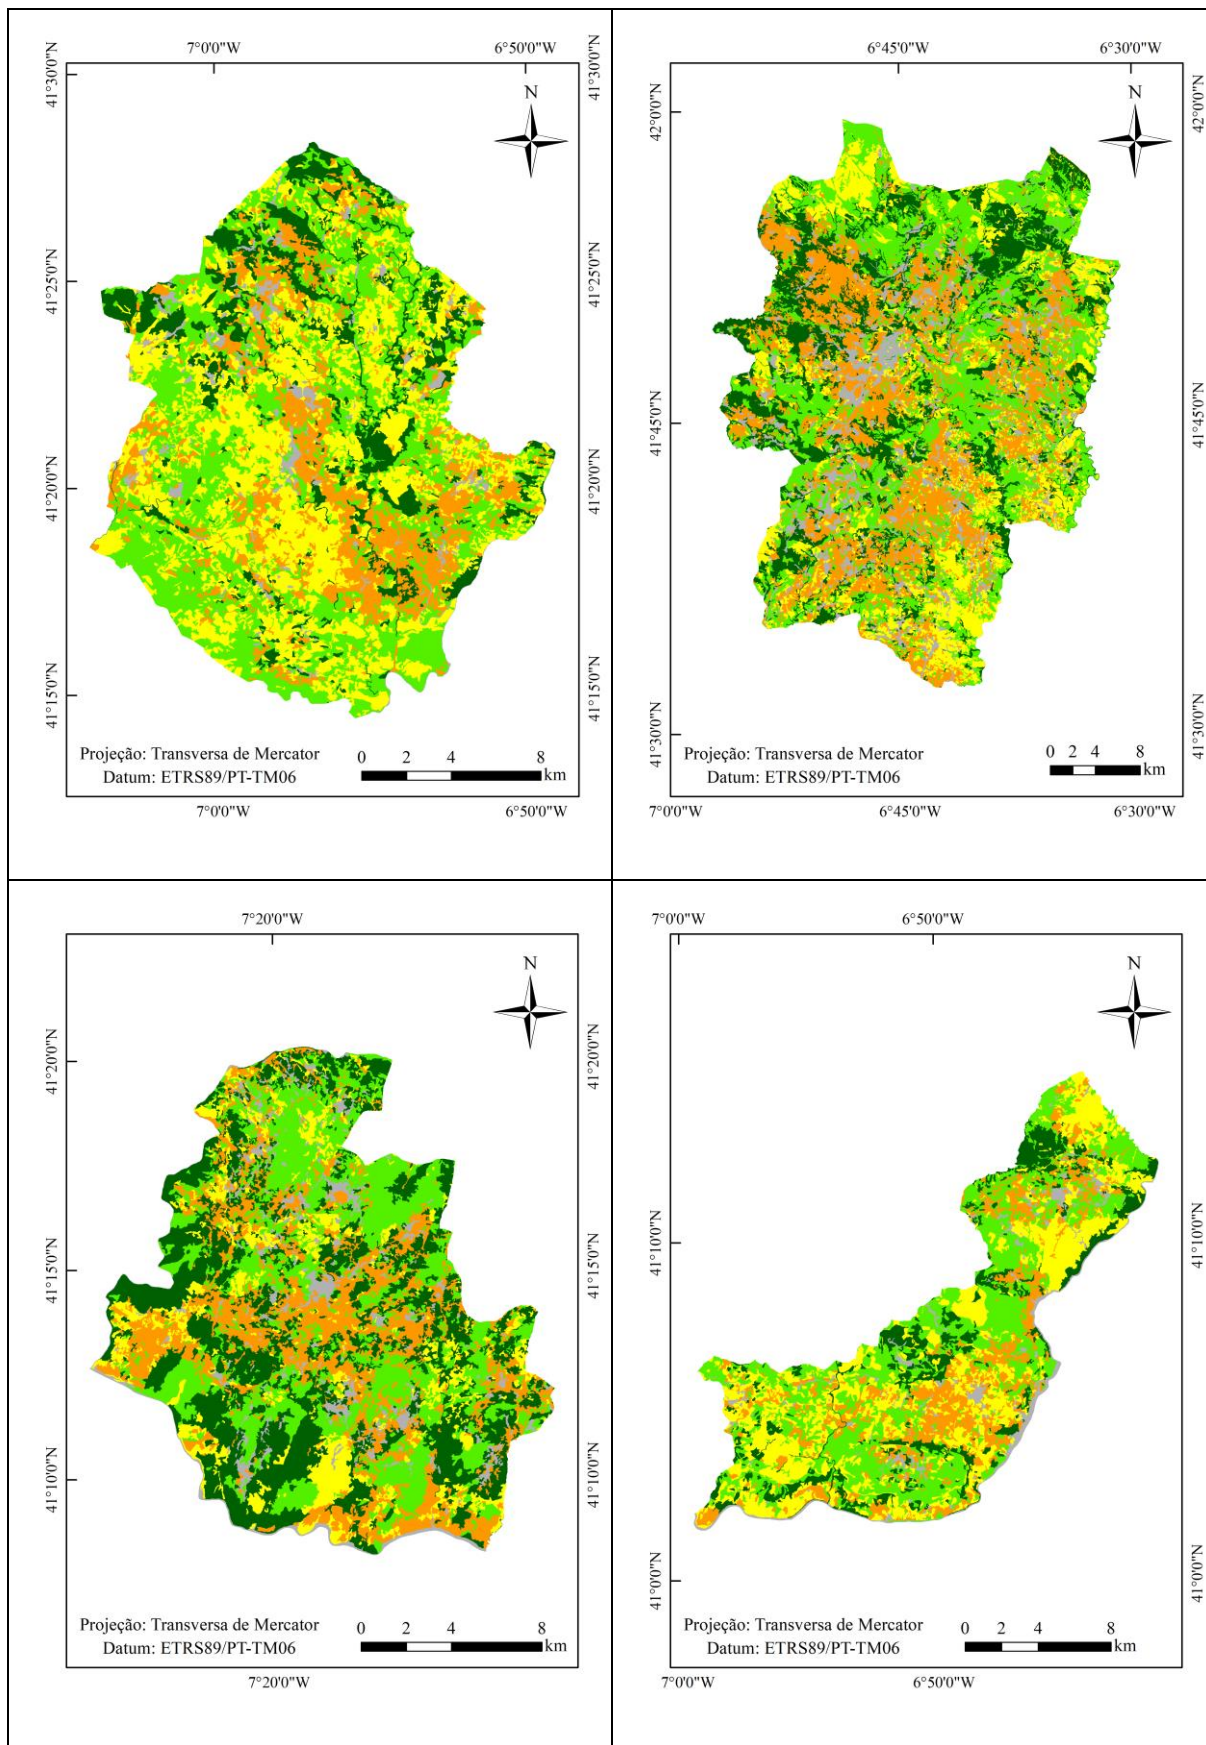 7°0'0"W 6°50'0"W
41°30'0"N 41°30'0"N
N
41°25'0"N 41°25'0"N
41°20'0"N 41°20'0"N
41°15'0"N 41°15'0"N
Projeção: Transversa de Mercator
Datum: ETRS89/PT-TM06
0 2 4 8
km
7°0'0"W 6°50'0"W
6°45'0"W 6°30'0"W
42°0'0"N 42°0'0"N
N
41°45'0"N 41°45'0"N
41°30'0"N 41°30'0"N
Projeção: Transversa de Mercator
Datum: ETRS89/PT-TM06
0 2 4 8
km
7°0'0"W 6°45'0"W 6°30'0"W
7°20'0"W
N
41°20'0"N 41°20'0"N
41°15'0"N 41°15'0"N
41°10'0"N 41°10'0"N
Projeção: Transversa de Mercator
Datum: ETRS89/PT-TM06
0 2 4 8
km
7°20'0"W
7°0'0"W 6°50'0"W
N
41°10'0"N 41°10'0"N
41°0'0"N 41°0'0"N
Projeção: Transversa de Mercator
Datum: ETRS89/PT-TM06
0 2 4 8
km
7°0'0"W 6°50'0"W